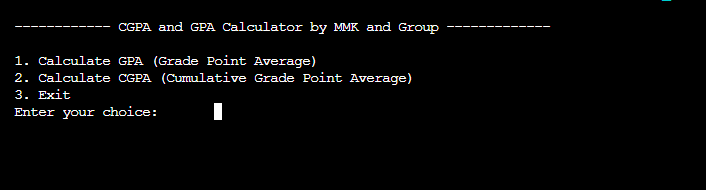 ------------ CGPA and GPA Calculator by MMK and Group -------------
1. Calculate GPA (Grade Point Average)
2. Calculate CGPA (Cumulative Grade Point Average)
3. Exit
Enter your choice: